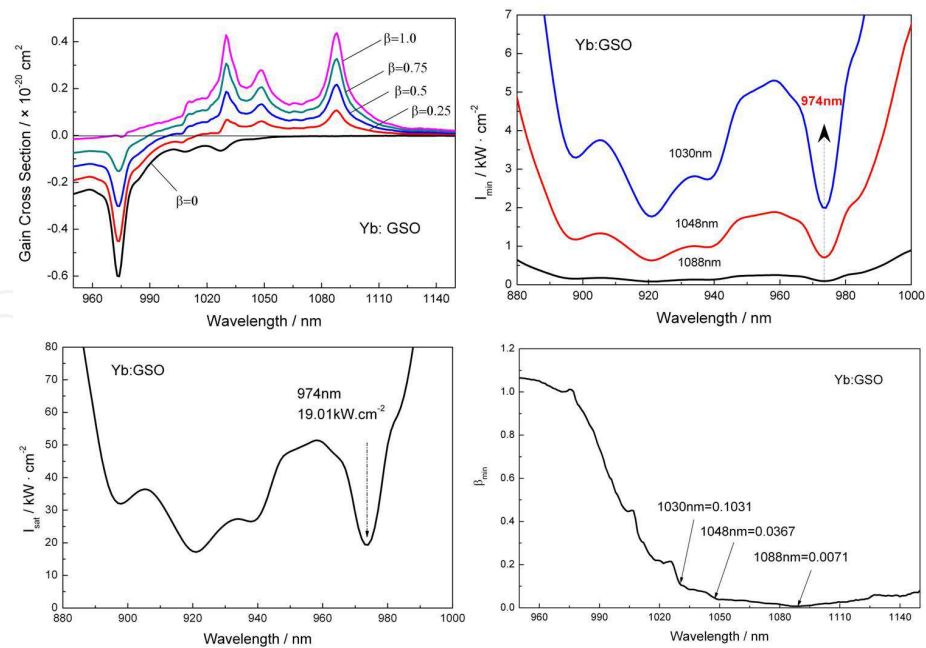 Gain Cross Section / × 10⁻²⁰ cm²
0.4
0.2
0.0
-0.2
-0.4
-0.6
β=1.0
β=0.75
β=0.5
β=0.25
β=0
Yb: GSO
960 990 1020 1050 1080 1110 1140
Wavelength / nm
I_min / kW · cm⁻²
7
6
5
4
3
2
1
0
Yb:GSO
974nm
1030nm
1048nm
1088nm
880 900 920 940 960 980 1000
Wavelength / nm
I_sat / kW · cm⁻²
80
70
60
50
40
30
20
10
0
Yb:GSO
974nm
19.01kW.cm⁻²
880 900 920 940 960 980 1000
Wavelength / nm
β_min
1.2
1.0
0.8
0.6
0.4
0.2
0.0
Yb:GSO
1030nm=0.1031
1048nm=0.0367
1088nm=0.0071
960 990 1020 1050 1080 1110 1140
Wavelength / nm